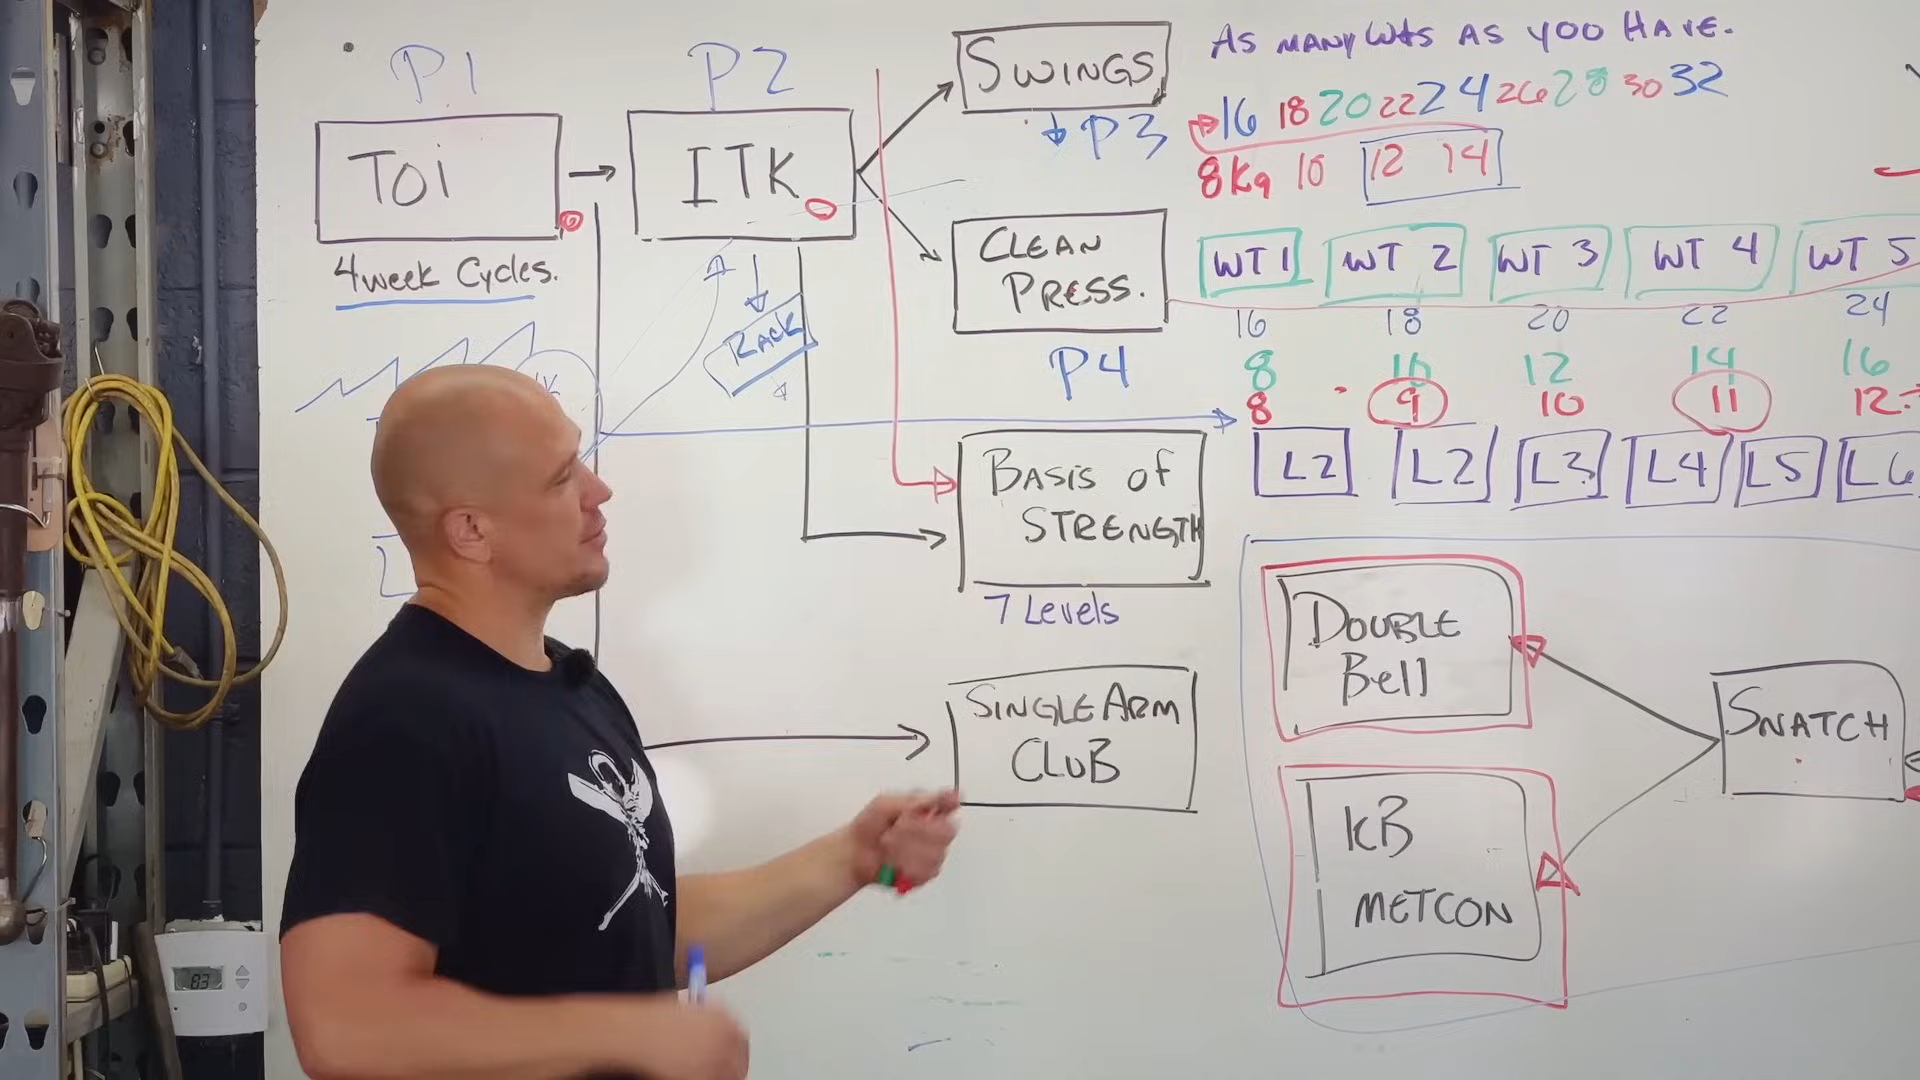 P1
TOi
4 week Cycles.
P2
ITK
RACK
SWINGS
P3
CLEAN
PRESS.
P4
BASIS of
STRENGTH
7 Levels
SINGLE ARM
CLUB
AS MANY WTS AS YOU HAVE.
16 18 20 22 24 26 28 30 32
8Kg 10 12 14
WT 1 WT 2 WT 3 WT 4 WT 5
16 18 20 22 24
8 10 12 14 16
8 9 10 11 12
L2 L2 L3 L4 L5 L6
DOUBLE
Bell
KB
METCON
SNATCH
83